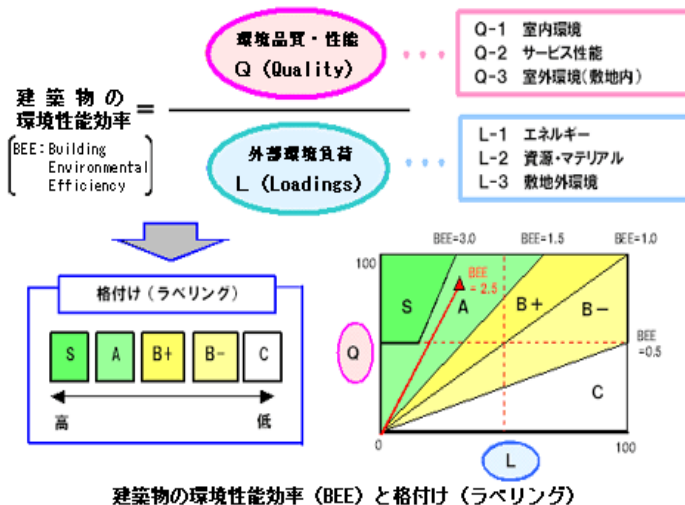 環境品質・性能
Q (Quality)
Q-1 室内環境
Q-2 サービス性能
Q-3 室外環境(敷地内)
建築物の
環境性能効率
=
BEE:Building
Environmental
Efficiency
外部環境負荷
L (Loadings)
L-1 エネルギー
L-2 資源・マテリアル
L-3 敷地外環境
格付け(ラベリング)
S A B+ B- C
高 低
BEE=3.0 BEE=1.5 BEE=1.0
100
BEE
=2.5
S
A
B+
B-
Q
BEE
=0.5
C
0
100
L
建築物の環境性能効率(BEE)と格付け(ラベリング)